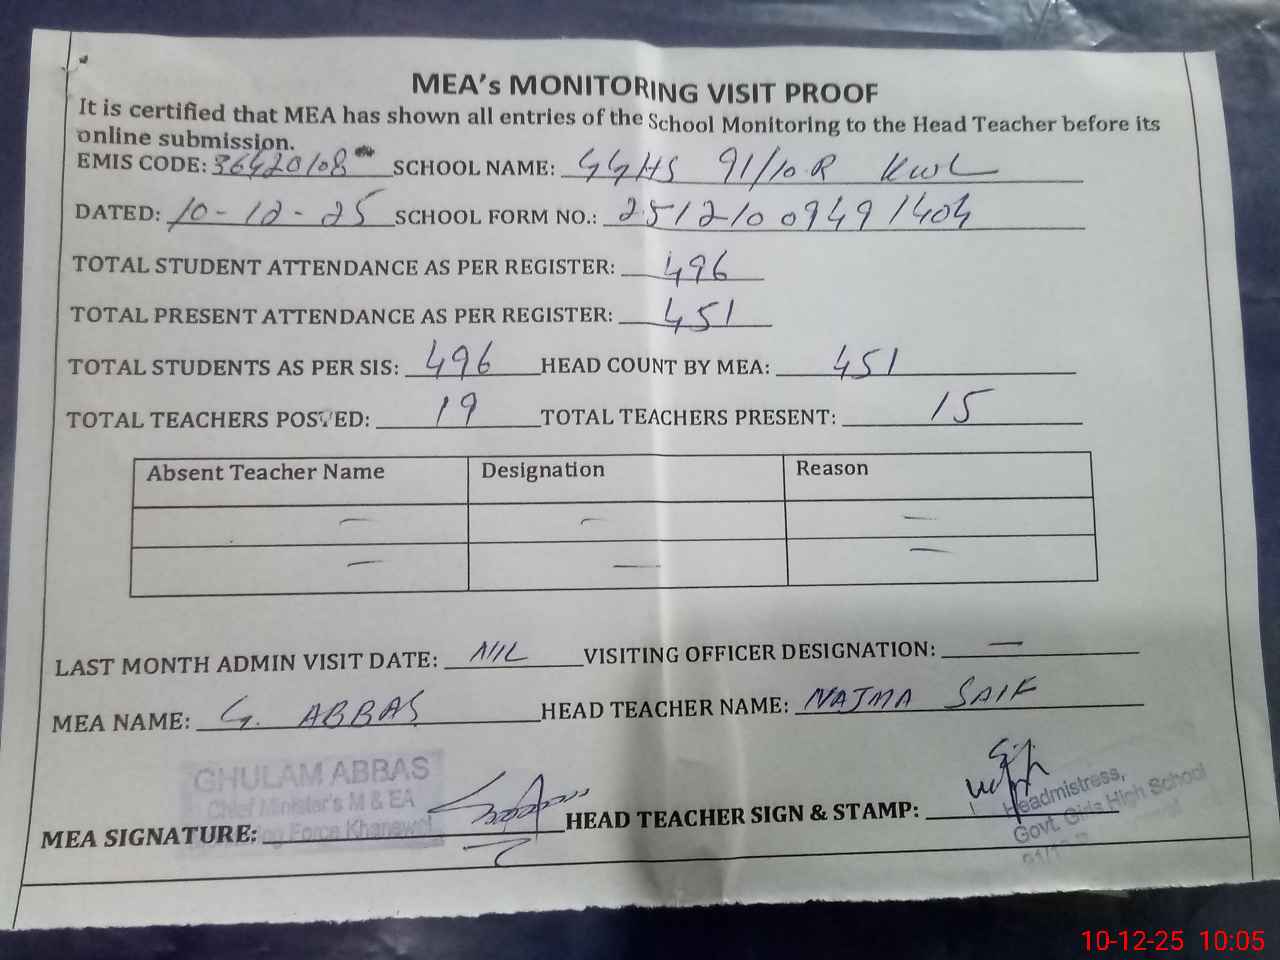 MEA's MONITORING VISIT PROOF
It is certified that MEA has shown all entries of the School Monitoring to the Head Teacher before its
online submission.
EMIS CODE: 36420108 SCHOOL NAME: GGHS 91/10.R KWL
DATED: 10-12-25 SCHOOL FORM NO.: 25121009491404
TOTAL STUDENT ATTENDANCE AS PER REGISTER: 496
TOTAL PRESENT ATTENDANCE AS PER REGISTER: 451
TOTAL STUDENTS AS PER SIS: 496 HEAD COUNT BY MEA: 451
TOTAL TEACHERS POSTED: 19 TOTAL TEACHERS PRESENT: 15
Absent Teacher Name Designation Reason
— — —
— — —
LAST MONTH ADMIN VISIT DATE: NIL VISITING OFFICER DESIGNATION: —
MEA NAME: G. ABBAS HEAD TEACHER NAME: NAJMA SAIF
GHULAM ABBAS
Chief Minister's M & EA
Force Khanewal
MEA SIGNATURE: HEAD TEACHER SIGN & STAMP:
Headmistress,
Govt. Girls High School
10-12-25 10:05